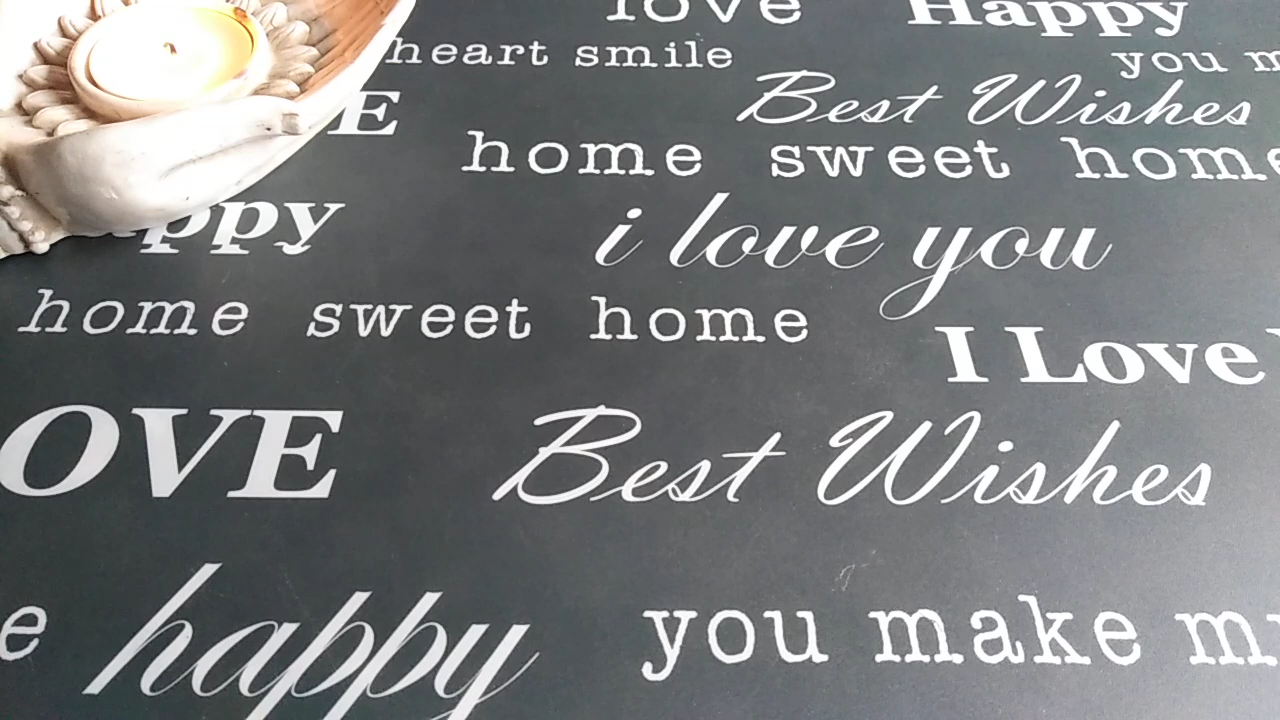 love Happy
heart smile you m
E Best Wishes
home sweet home
appy i love you
home sweet home
I Love
OVE Best Wishes
e happy you make m